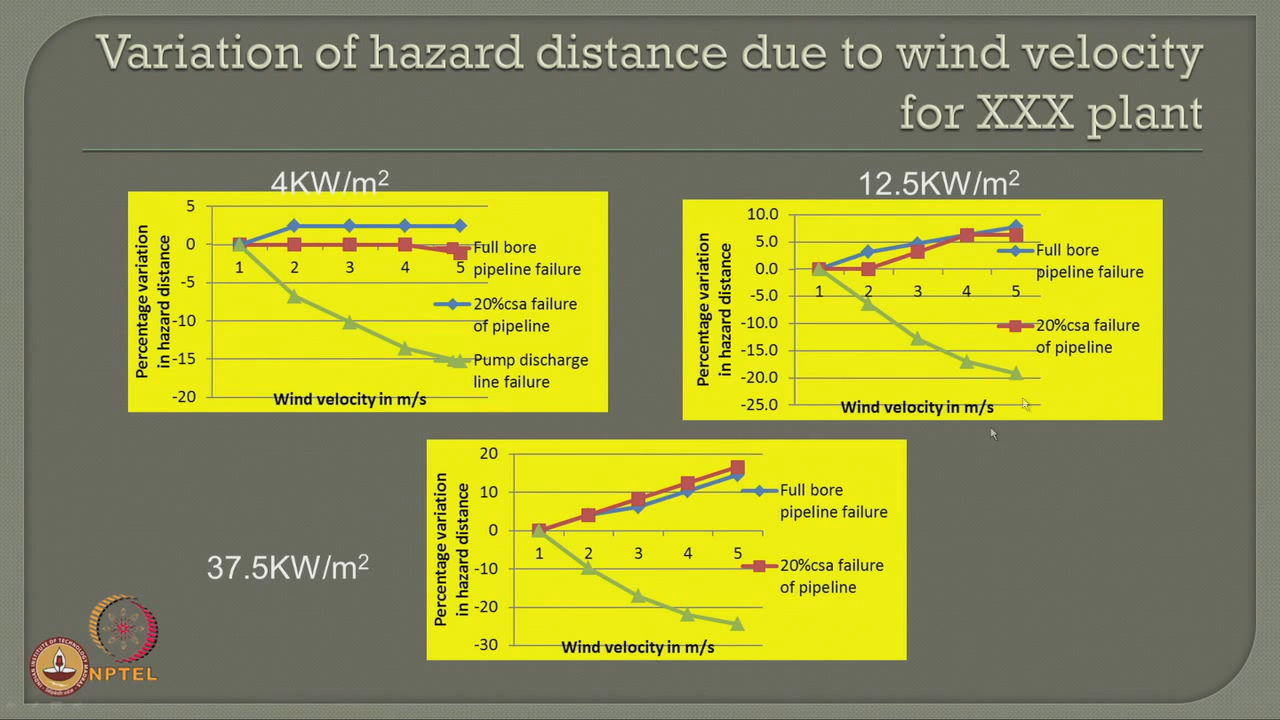 Variation of hazard distance due to wind velocity
for XXX plant
4KW/m²
5
0
-5
-10
-15
-20
Percentage variation
in hazard distance
1 2 3 4 5
Wind velocity in m/s
Full bore
pipeline failure
20%csa failure
of pipeline
Pump discharge
line failure
12.5KW/m²
10.0
5.0
0.0
-5.0
-10.0
-15.0
-20.0
-25.0
Percentage variation
in hazard distance
1 2 3 4 5
Wind velocity in m/s
Full bore
pipeline failure
20%csa failure
of pipeline
37.5KW/m²
20
10
0
-10
-20
-30
Percentage variation
in hazard distance
1 2 3 4 5
Wind velocity in m/s
Full bore
pipeline failure
20%csa failure
of pipeline
NPTEL